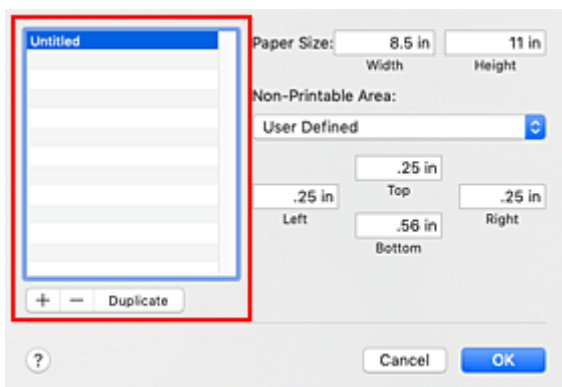 Untitled
Paper Size: 8.5 in 11 in
Width Height
Non-Printable Area:
User Defined
.25 in
Top
.25 in .25 in
Left Right
.56 in
Bottom
+ − Duplicate
? Cancel OK